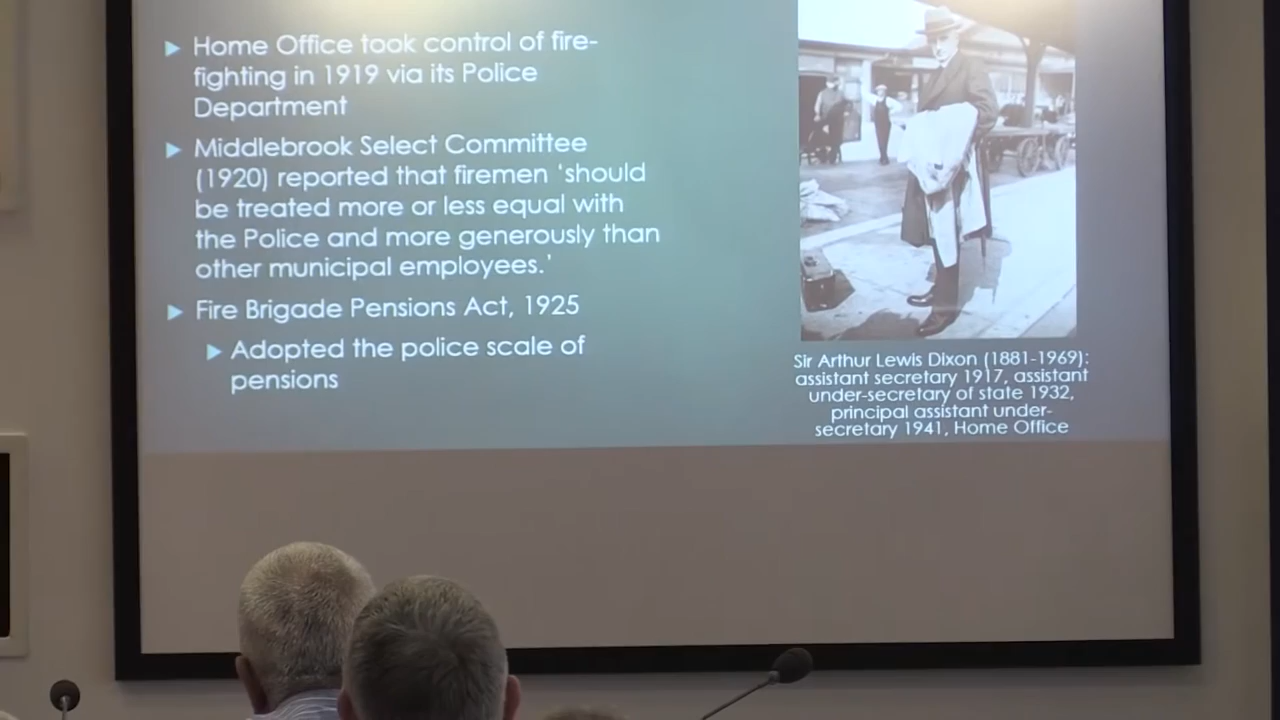 Home Office took control of fire-
fighting in 1919 via its Police
Department
Middlebrook Select Committee
(1920) reported that firemen ‘should
be treated more or less equal with
the Police and more generously than
other municipal employees.’
Fire Brigade Pensions Act, 1925
Adopted the police scale of
pensions
Sir Arthur Lewis Dixon (1881-1969):
assistant secretary 1917, assistant
under-secretary of state 1932,
principal assistant under-
secretary 1941, Home Office